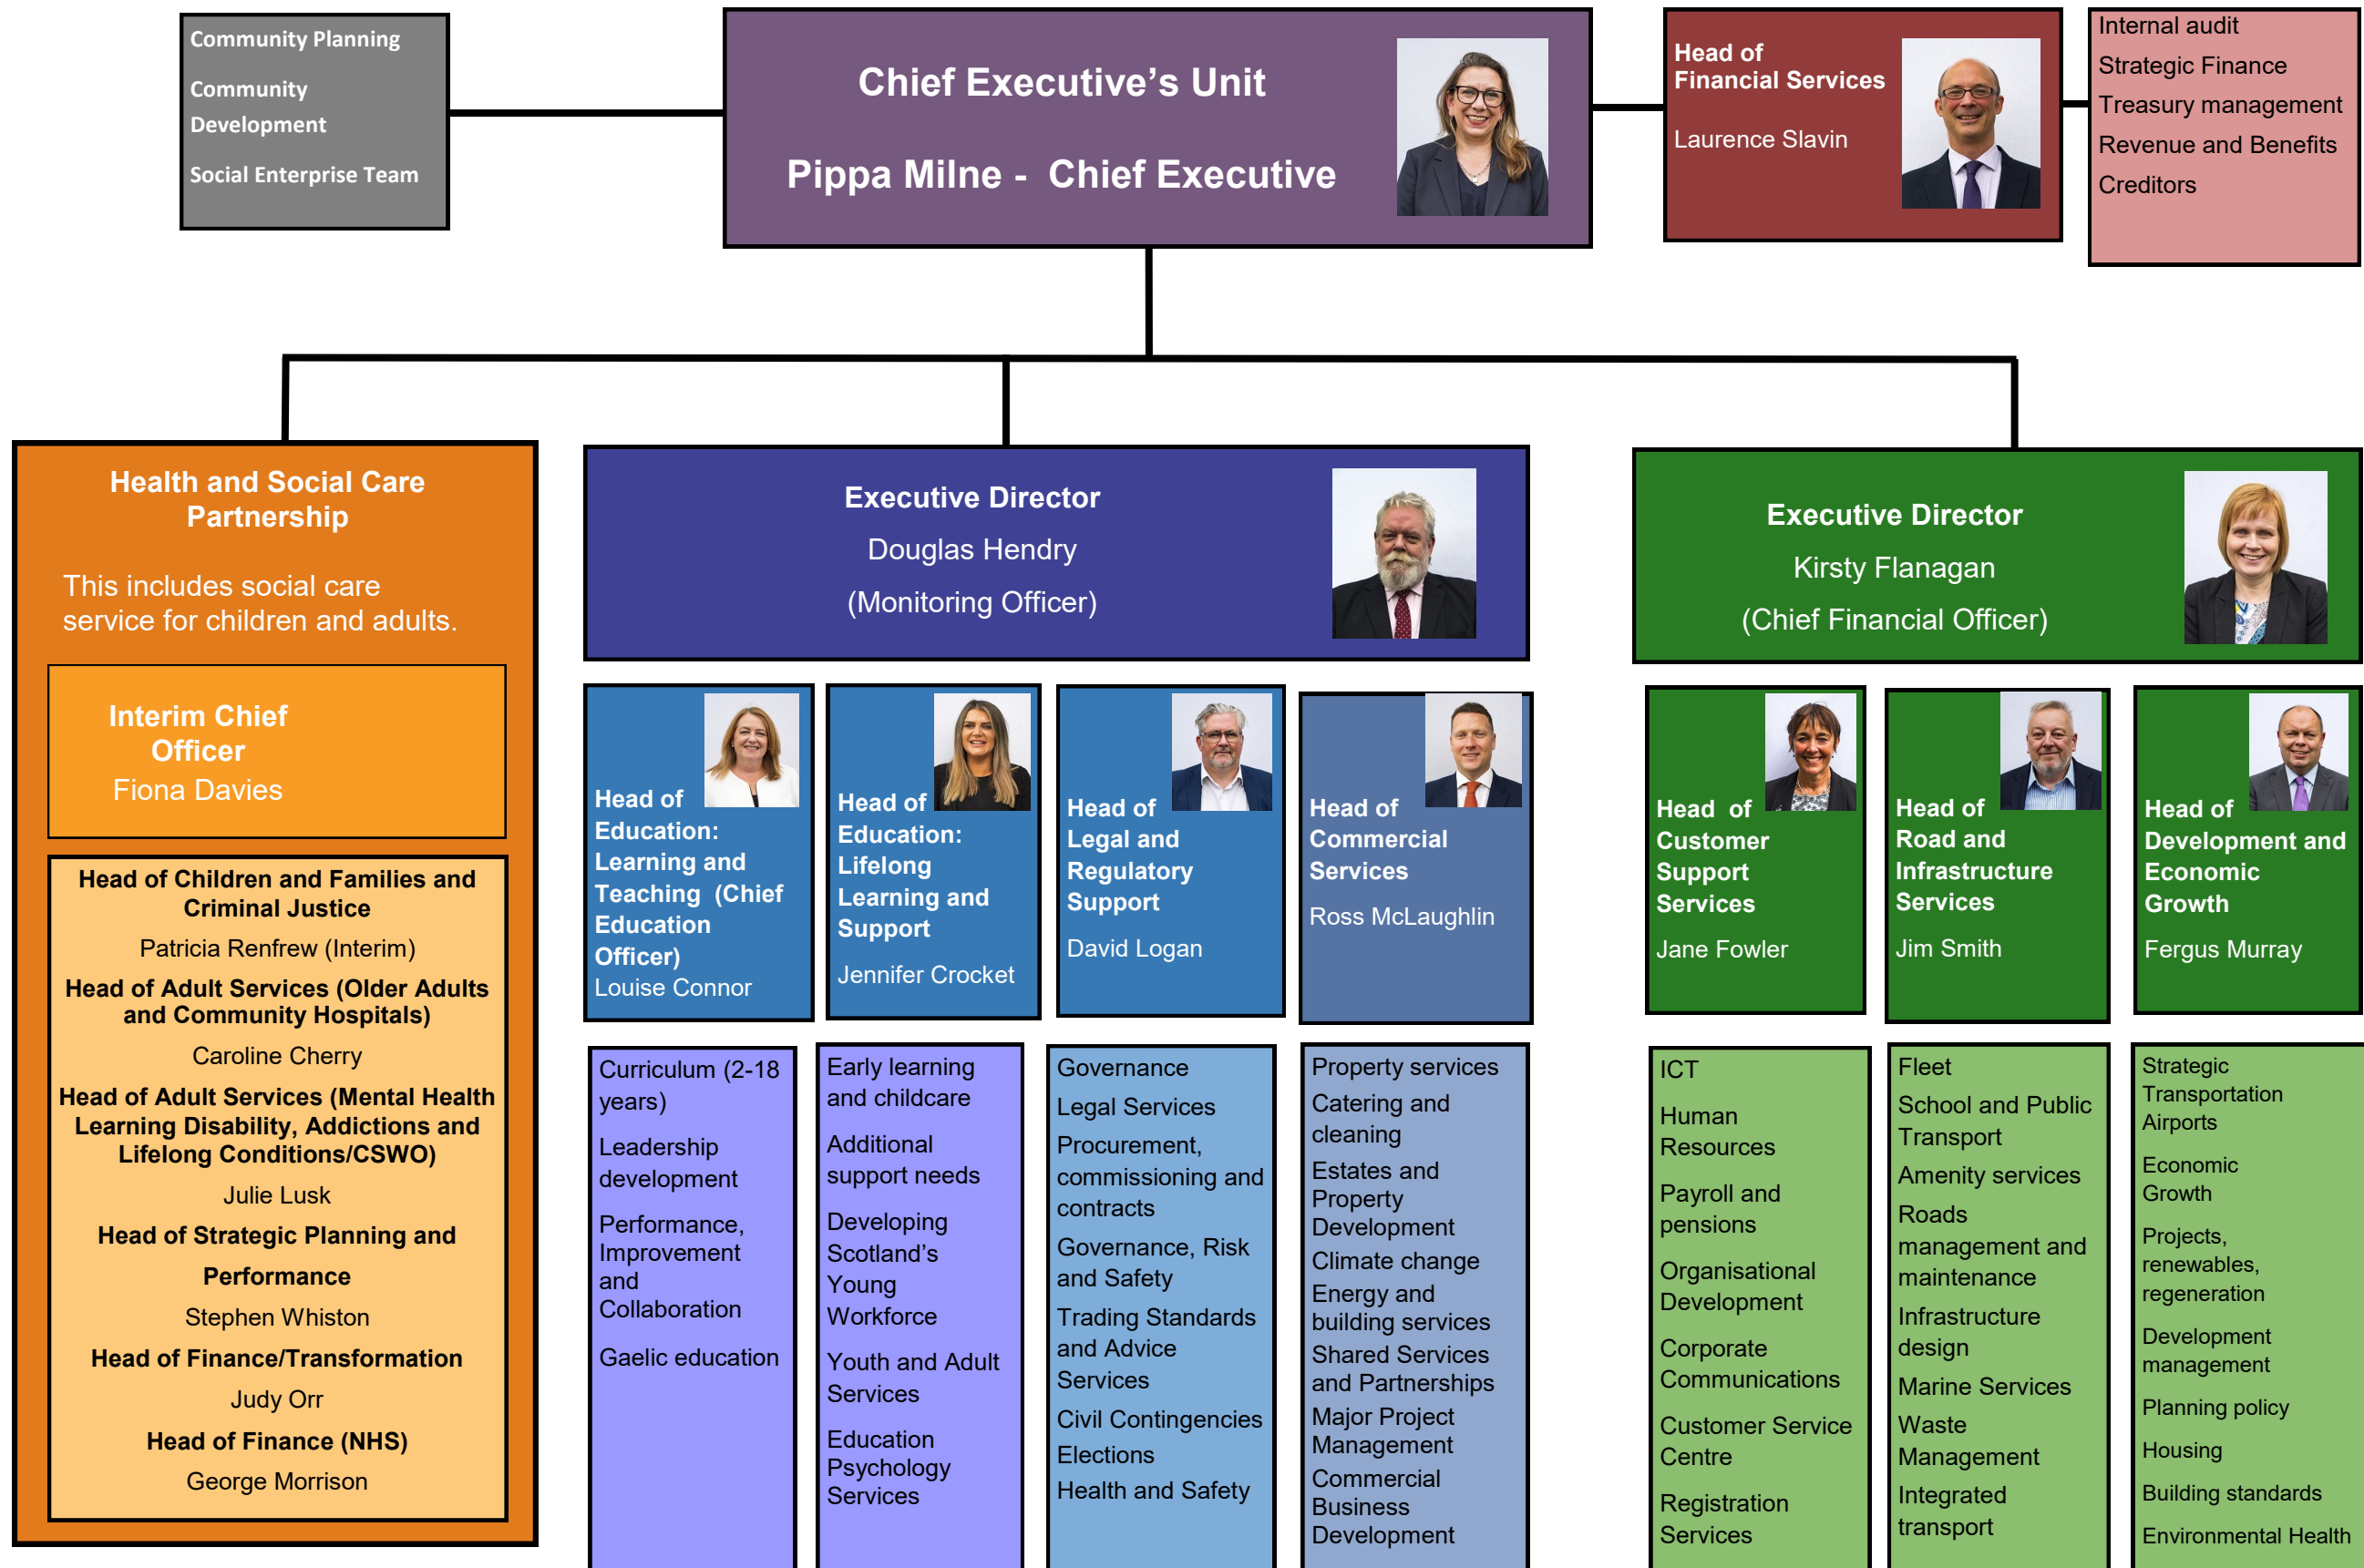 Community Planning
Community
Development
Social Enterprise Team
Chief Executive's Unit
Pippa Milne -  Chief Executive
Head of
Financial Services
Laurence Slavin
Internal audit
Strategic Finance
Treasury management
Revenue and Benefits
Creditors
Health and Social Care
Partnership
This includes social care
service for children and adults.
Interim Chief
Officer
Fiona Davies
Head of Children and Families and
Criminal Justice
Patricia Renfrew (Interim)
Head of Adult Services (Older Adults
and Community Hospitals)
Caroline Cherry
Head of Adult Services (Mental Health
Learning Disability, Addictions and
Lifelong Conditions/CSWO)
Julie Lusk
Head of Strategic Planning and
Performance
Stephen Whiston
Head of Finance/Transformation
Judy Orr
Head of Finance (NHS)
George Morrison
Executive Director
Douglas Hendry
(Monitoring Officer)
Head of
Education:
Learning and
Teaching  (Chief
Education
Officer)
Louise Connor
Curriculum (2-18
years)
Leadership
development
Performance,
Improvement
and
Collaboration
Gaelic education
Head of
Education:
Lifelong
Learning and
Support
Jennifer Crocket
Early learning
and childcare
Additional
support needs
Developing
Scotland's
Young
Workforce
Youth and Adult
Services
Education
Psychology
Services
Head of
Legal and
Regulatory
Support
David Logan
Governance
Legal Services
Procurement,
commissioning and
contracts
Governance, Risk
and Safety
Trading Standards
and Advice
Services
Civil Contingencies
Elections
Health and Safety
Head of
Commercial
Services
Ross McLaughlin
Property services
Catering and
cleaning
Estates and
Property
Development
Climate change
Energy and
building services
Shared Services
and Partnerships
Major Project
Management
Commercial
Business
Development
Executive Director
Kirsty Flanagan
(Chief Financial Officer)
Head  of
Customer
Support
Services
Jane Fowler
ICT
Human
Resources
Payroll and
pensions
Organisational
Development
Corporate
Communications
Customer Service
Centre
Registration
Services
Head of
Road and
Infrastructure
Services
Jim Smith
Fleet
School and Public
Transport
Amenity services
Roads
management and
maintenance
Infrastructure
design
Marine Services
Waste
Management
Integrated
transport
Head of
Development and
Economic
Growth
Fergus Murray
Strategic
Transportation
Airports
Economic
Growth
Projects,
renewables,
regeneration
Development
management
Planning policy
Housing
Building standards
Environmental Health